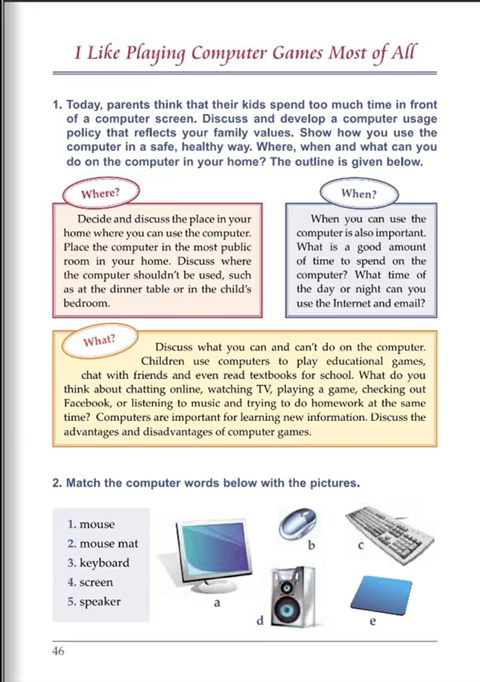 I Like Playing Computer Games Most of All
1. Today, parents think that their kids spend too much time in front
of a computer screen. Discuss and develop a computer usage
policy that reflects your family values. Show how you use the
computer in a safe, healthy way. Where, when and what can you
do on the computer in your home? The outline is given below.
Where?
Decide and discuss the place in your
home where you can use the computer.
Place the computer in the most public
room in your home. Discuss where
the computer shouldn't be used, such
as at the dinner table or in the child's
bedroom.
When?
When you can use the
computer is also important.
What is a good amount
of time to spend on the
computer? What time of
the day or night can you
use the Internet and email?
What?
Discuss what you can and can't do on the computer.
Children use computers to play educational games,
chat with friends and even read textbooks for school. What do you
think about chatting online, watching TV, playing a game, checking out
Facebook, or listening to music and trying to do homework at the same
time? Computers are important for learning new information. Discuss the
advantages and disadvantages of computer games.
2. Match the computer words below with the pictures.
1. mouse
2. mouse mat
3. keyboard
4. screen
5. speaker
a
b
c
d
e
46